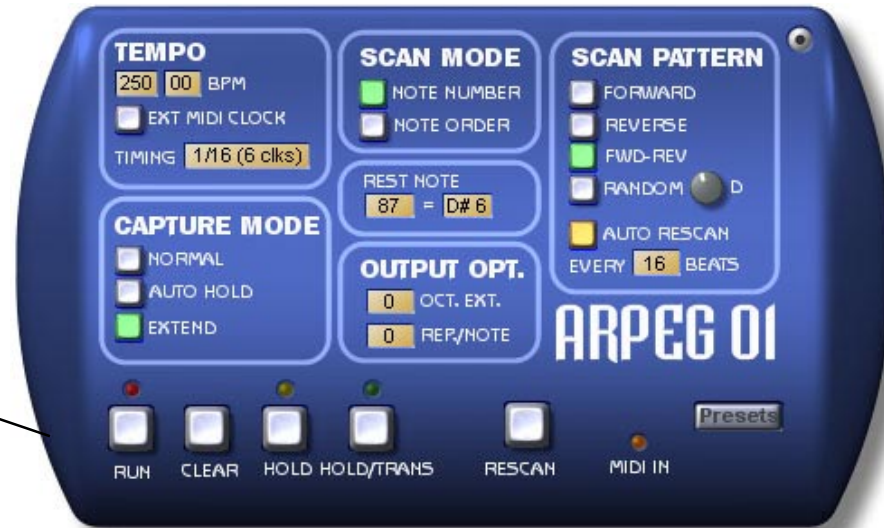 TEMPO
250 00 BPM
EXT MIDI CLOCK
TIMING 1/16 (6 clks)
CAPTURE MODE
NORMAL
AUTO HOLD
EXTEND
SCAN MODE
NOTE NUMBER
NOTE ORDER
REST NOTE
87 = D# 6
OUTPUT OPT.
0 OCT. EXT.
0 REP./NOTE
SCAN PATTERN
FORWARD
REVERSE
FWD-REV
RANDOM D
AUTO RESCAN
EVERY 16 BEATS
ARPEG 01
Presets
RUN CLEAR HOLD HOLD/TRANS RESCAN MIDI IN